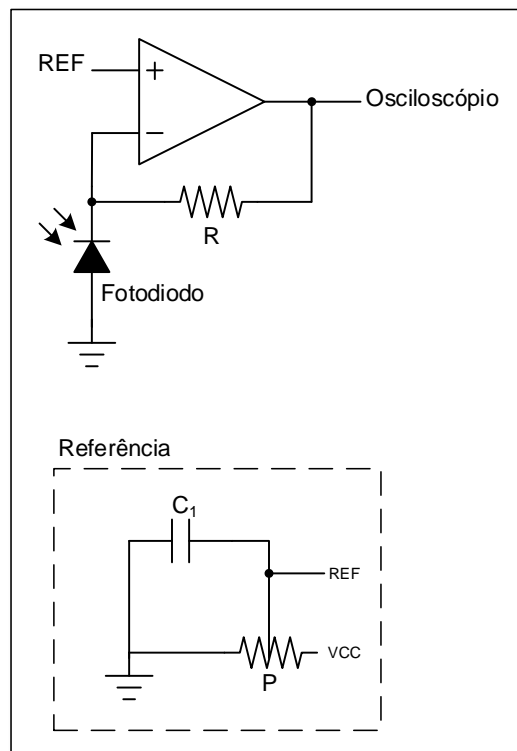 REF
+
Osciloscópio
−
R
Fotodiodo
Referência
C₁
REF
VCC
P